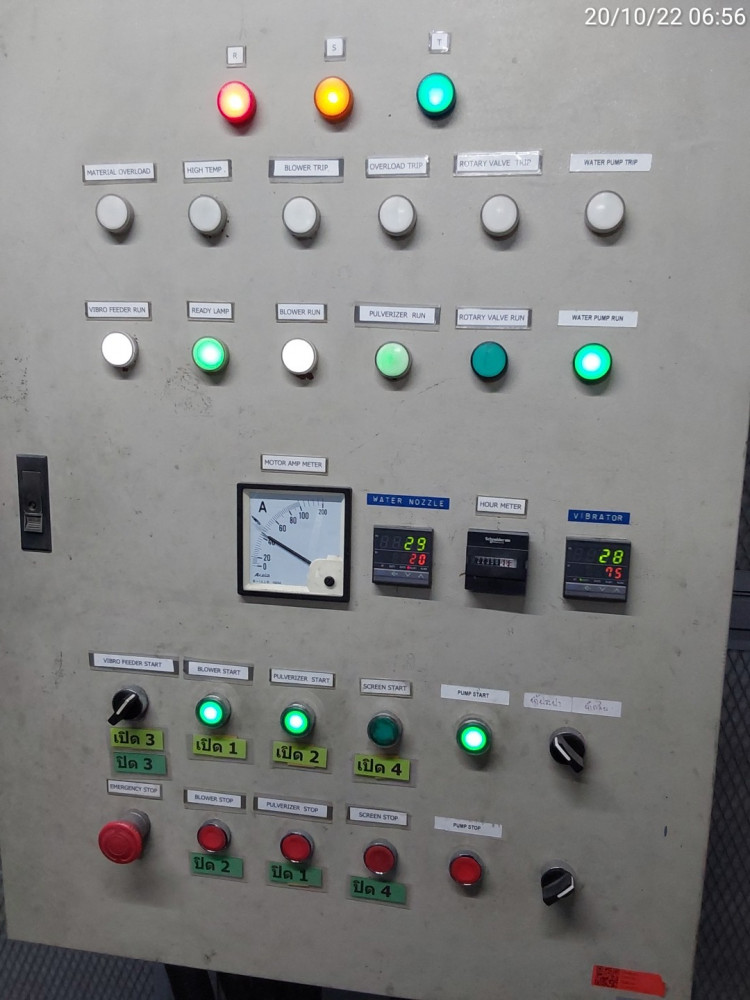 20/10/22 06:56
R
S
T
MATERIAL OVERLOAD
HIGH TEMP
BLOWER TRIP
OVERLOAD TRIP
ROTARY VALVE TRIP
WATER PUMP TRIP
VIBRO FEEDER RUN
READY LAMP
BLOWER RUN
PULVERIZER RUN
ROTARY VALVE RUN
WATER PUMP RUN
MOTOR AMP METER
WATER NOZZLE
HOUR METER
VIBRATOR
A
200
100
80
60
20
0
29
20
28
75
VIBRO FEEDER START
BLOWER START
PULVERIZER START
SCREEN START
PUMP START
เปิด 3
เปิด 1
เปิด 2
เปิด 4
ปิด 3
EMERGENCY STOP
BLOWER STOP
PULVERIZER STOP
SCREEN STOP
PUMP STOP
ปิด 2
ปิด 1
ปิด 4